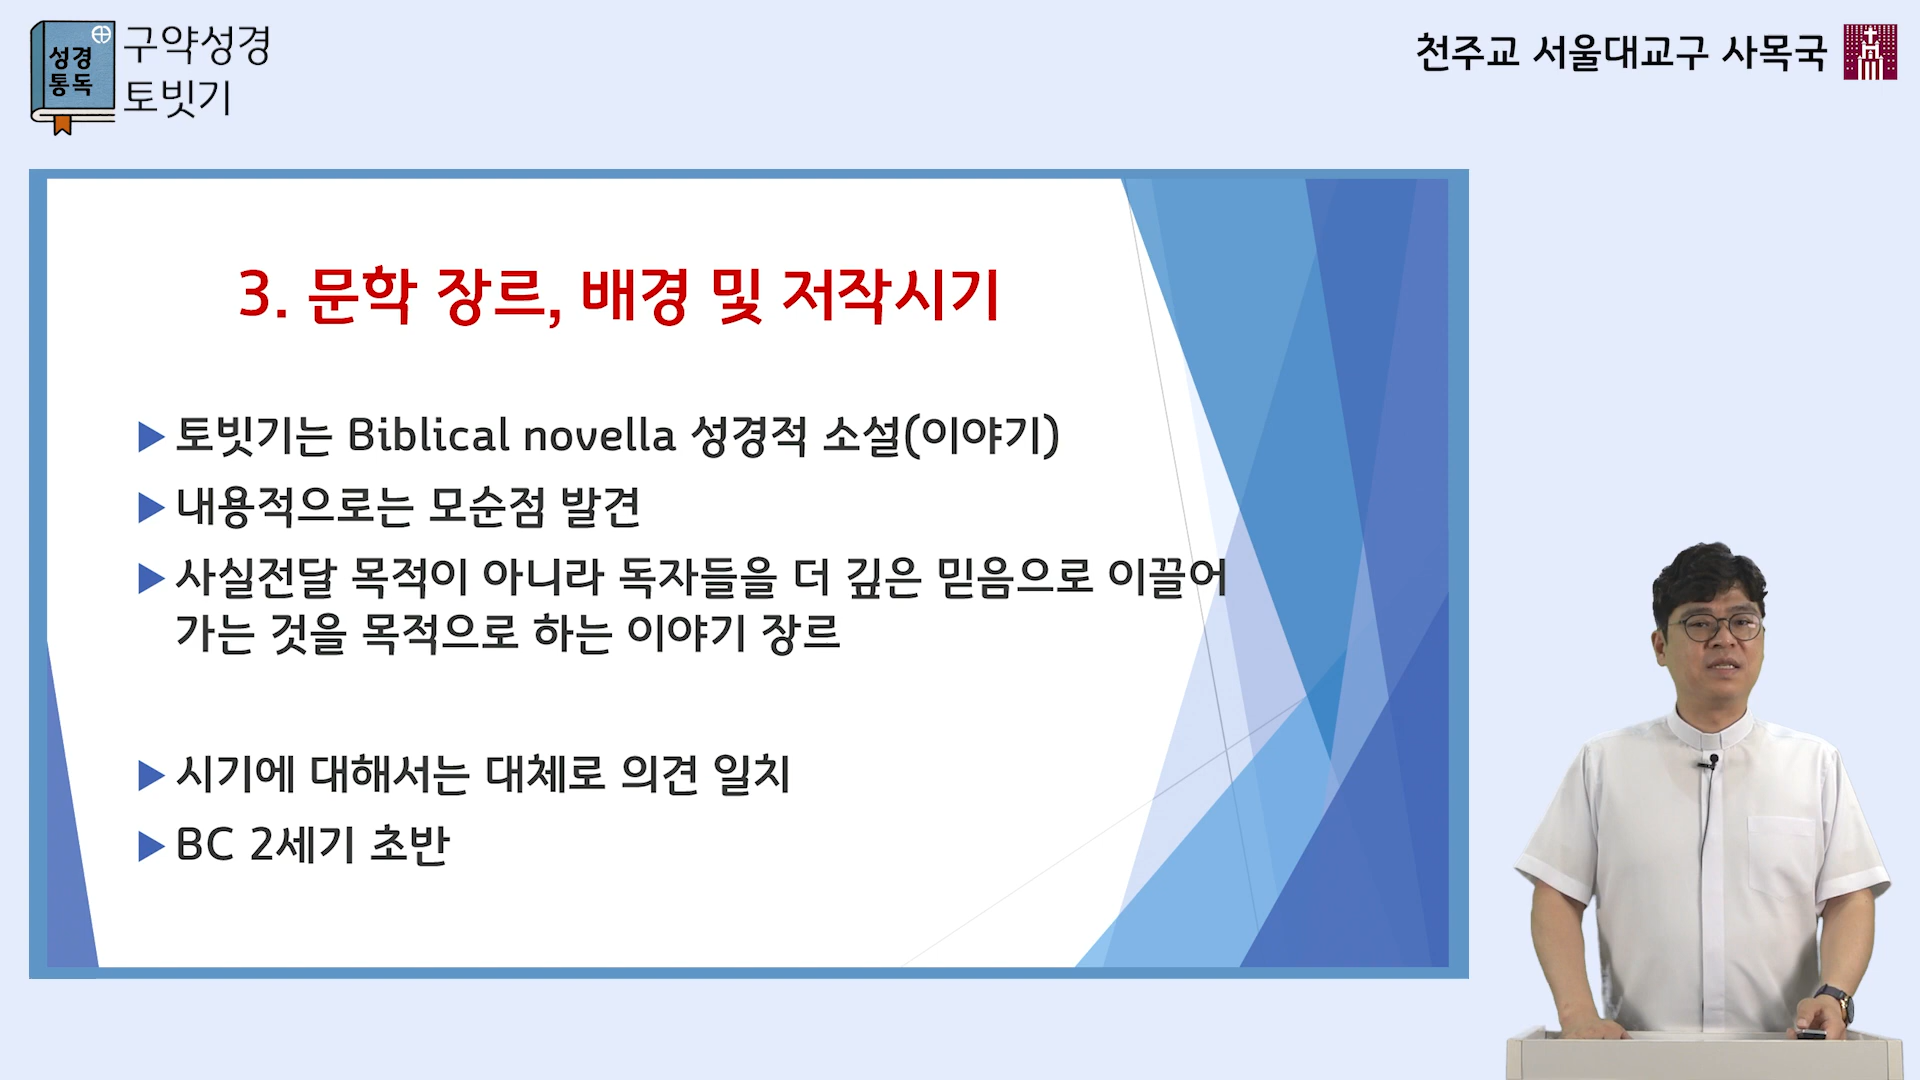 성경
통독
구약성경
토빗기
천주교 서울대교구 사목국
3. 문학 장르, 배경 및 저작시기
토빗기는 Biblical novella 성경적 소설(이야기)
내용적으로는 모순점 발견
사실전달 목적이 아니라 독자들을 더 깊은 믿음으로 이끌어
가는 것을 목적으로 하는 이야기 장르
시기에 대해서는 대체로 의견 일치
BC 2세기 초반